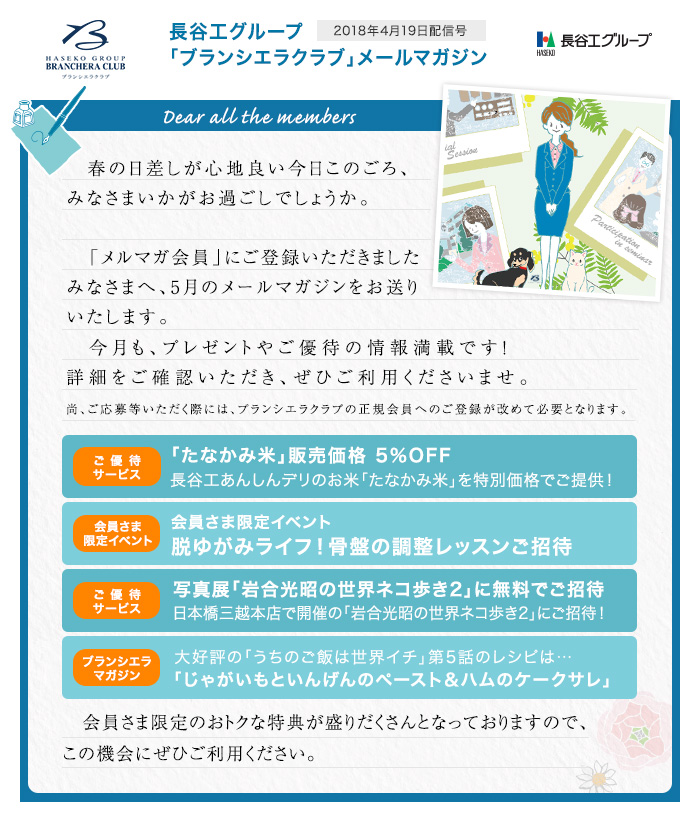 HASEKO GROUP
BRANCHERA CLUB
ブランシエラクラブ
長谷工グループ
2018年4月19日配信号
「ブランシエラクラブ」メールマガジン
HASEKO
長谷工グループ
Dear all the members
ial
Session
Participation
in seminar
春の日差しが心地良い今日このごろ、
みなさまいかがお過ごしでしょうか。
「メルマガ会員」にご登録いただきました
みなさまへ、5月のメールマガジンをお送り
いたします。
今月も、プレゼントやご優待の情報満載です!
詳細をご確認いただき、ぜひご利用くださいませ。
尚、ご応募等いただく際には、ブランシエラクラブの正規会員へのご登録が改めて必要となります。
ご優待
サービス
「たなかみ米」販売価格 5%OFF
長谷工あんしんデリのお米「たなかみ米」を特別価格でご提供!
会員さま
限定イベント
会員さま限定イベント
脱ゆがみライフ!骨盤の調整レッスンご招待
ご優待
サービス
写真展「岩合光昭の世界ネコ歩き2」に無料でご招待
日本橋三越本店で開催の「岩合光昭の世界ネコ歩き2」にご招待!
ブランシエラ
マガジン
大好評の「うちのご飯は世界イチ」第5話のレシピは…
「じゃがいもといんげんのペースト&ハムのケークサレ」
会員さま限定のおトクな特典が盛りだくさんとなっておりますので、
この機会にぜひご利用ください。